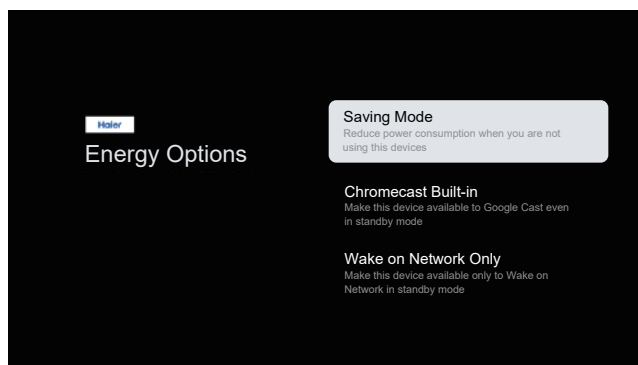 Haier
Energy Options
Saving Mode
Reduce power consumption when you are not
using this devices
Chromecast Built-in
Make this device available to Google Cast even
in standby mode
Wake on Network Only
Make this device available only to Wake on
Network in standby mode